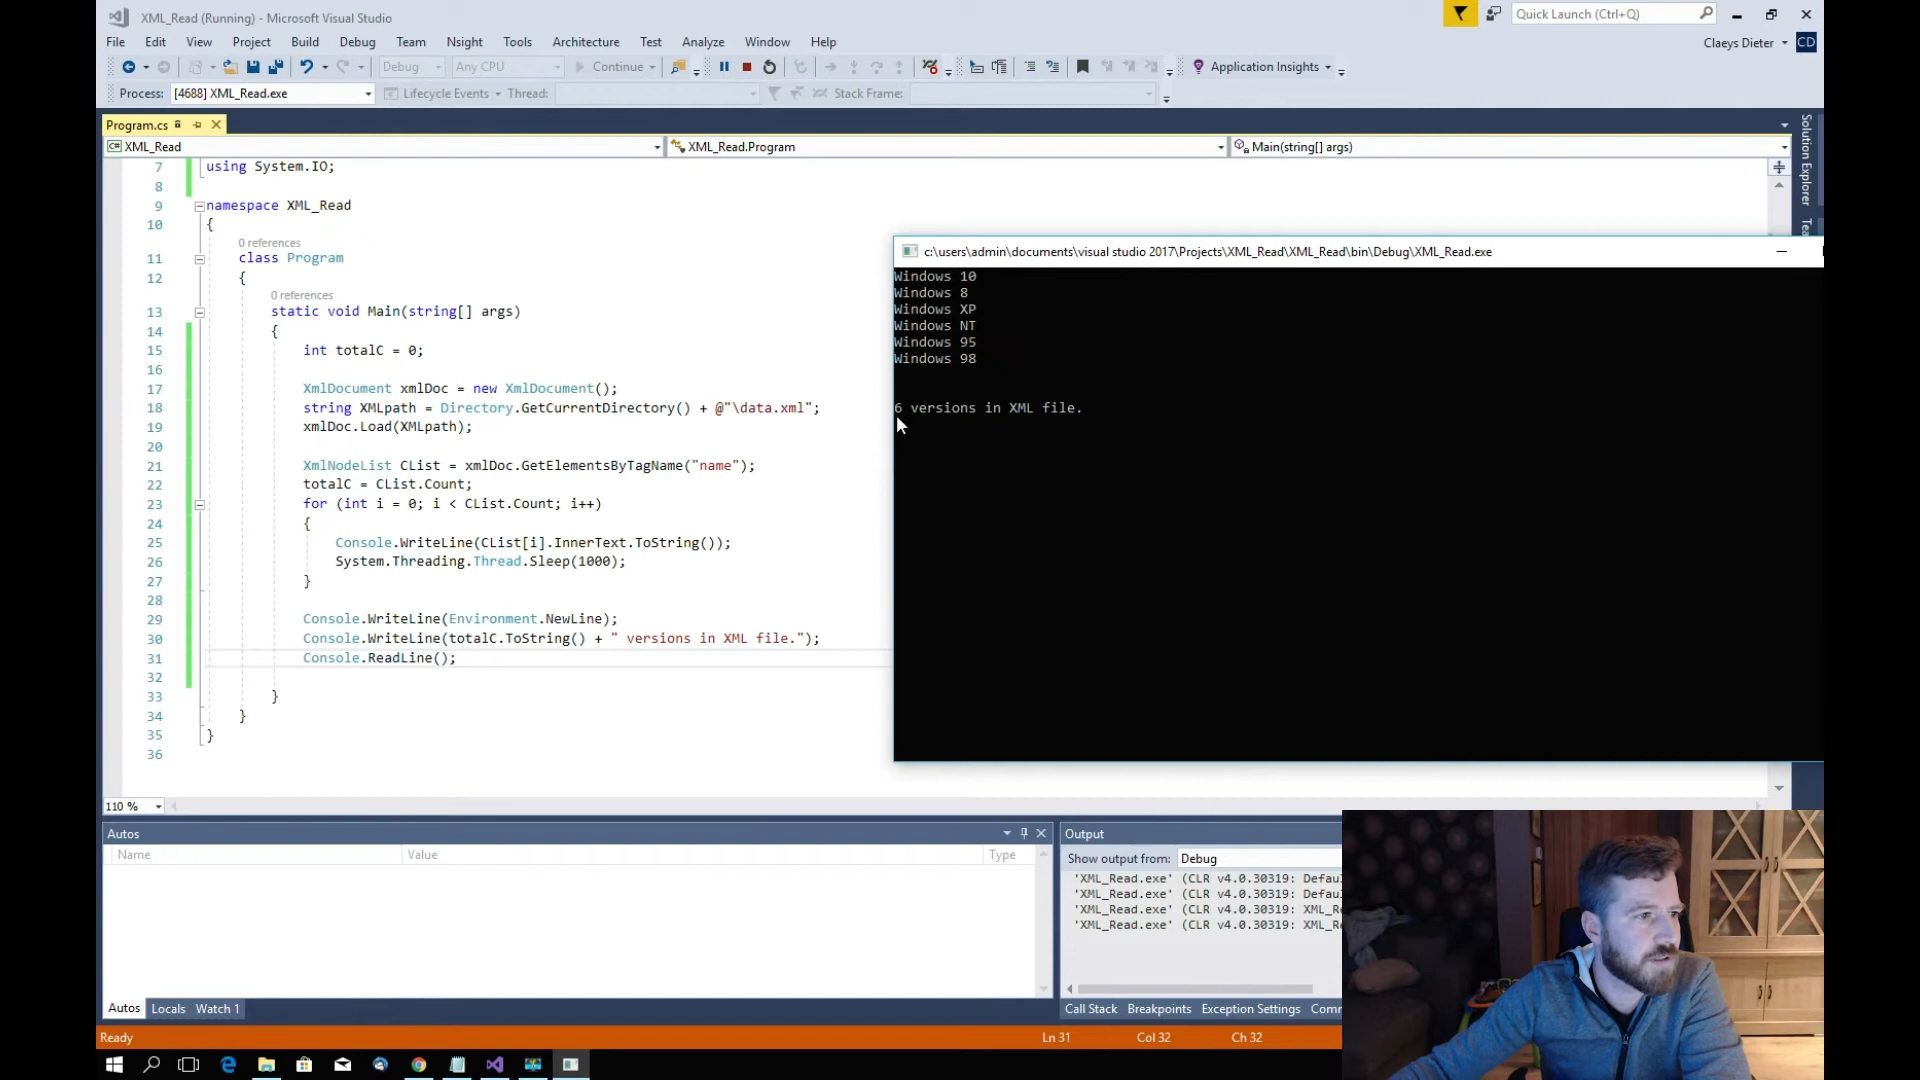 XML_Read (Running) - Microsoft Visual Studio
Quick Launch (Ctrl+Q)
File Edit View Project Build Debug Team Nsight Tools Architecture Test Analyze Window Help
Claeys Dieter CD
Debug Any CPU Continue Application Insights
Process: [4688] XML_Read.exe Lifecycle Events Thread: Stack Frame:
Program.cs
XML_Read XML_Read.Program Main(string[] args)
Solution Explorer
7 using System.IO;
8
9 namespace XML_Read
10 {
0 references
11 class Program
12 {
0 references
13 static void Main(string[] args)
14 {
15 int totalC = 0;
16
17 XmlDocument xmlDoc = new XmlDocument();
18 string XMLpath = Directory.GetCurrentDirectory() + @"\data.xml";
19 xmlDoc.Load(XMLpath);
20
21 XmlNodeList CList = xmlDoc.GetElementsByTagName("name");
22 totalC = CList.Count;
23 for (int i = 0; i < CList.Count; i++)
24 {
25 Console.WriteLine(CList[i].InnerText.ToString());
26 System.Threading.Thread.Sleep(1000);
27 }
28
29 Console.WriteLine(Environment.NewLine);
30 Console.WriteLine(totalC.ToString() + " versions in XML file.");
31 Console.ReadLine();
32
33 }
34 }
35 }
36
c:\users\admin\documents\visual studio 2017\Projects\XML_Read\XML_Read\bin\Debug\XML_Read.exe
Windows 10
Windows 8
Windows XP
Windows NT
Windows 95
Windows 98
6 versions in XML file.
110 %
Autos
Name Value Type
Autos Locals Watch 1
Output
Show output from: Debug
'XML_Read.exe' (CLR v4.0.30319: Defau
'XML_Read.exe' (CLR v4.0.30319: Defau
'XML_Read.exe' (CLR v4.0.30319: XML_R
'XML_Read.exe' (CLR v4.0.30319: XML_R
Call Stack Breakpoints Exception Settings Comm
Ready Ln 31 Col 32 Ch 32